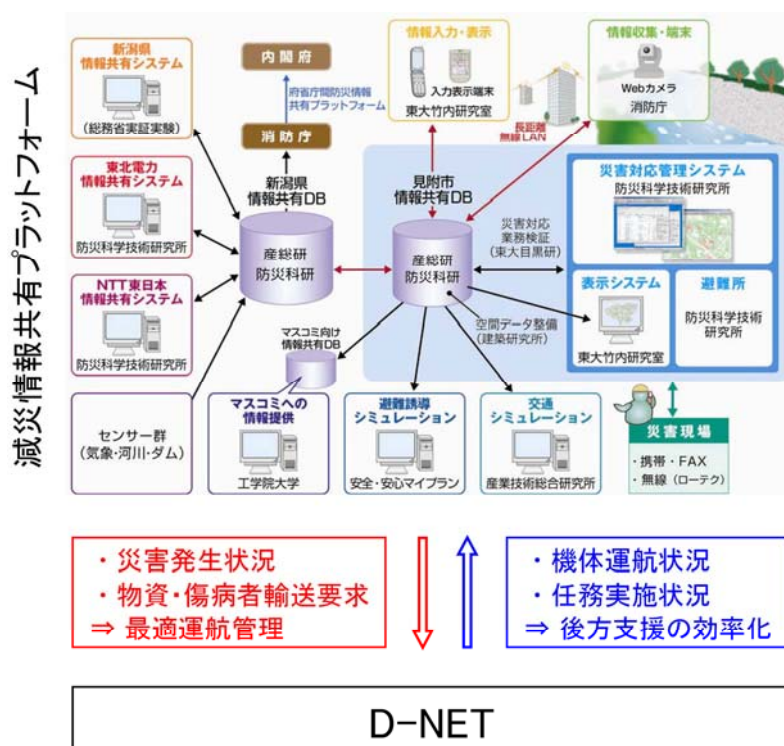 減災情報共有プラットフォーム
新潟県
情報共有システム
(総務省実証実験)
内閣府
府省庁間防災情報
共有プラットフォーム
消防庁
情報入力・表示
入力表示端末
東大竹内研究室
情報収集・端末
Webカメラ
消防庁
長距離
無線LAN
東北電力
情報共有システム
防災科学技術研究所
新潟県
情報共有DB
産総研
防災科研
見附市
情報共有DB
産総研
防災科研
災害対応
業務検証
(東大目黒研)
災害対応管理システム
防災科学技術研究所
NTT東日本
情報共有システム
防災科学技術研究所
表示システム
東大竹内研究室
避難所
防災科学技術
研究所
空間データ整備
(建築研究所)
マスコミ向け
情報共有DB
センサー群
(気象・河川・ダム)
マスコミへの
情報提供
工学院大学
避難誘導
シミュレーション
安全・安心マイプラン
交通
シミュレーション
産業技術総合研究所
災害現場
・携帯・FAX
・無線(ローテク)
・災害発生状況
・物資・傷病者輸送要求
⇒ 最適運航管理
・機体運航状況
・任務実施状況
⇒ 後方支援の効率化
D-NET